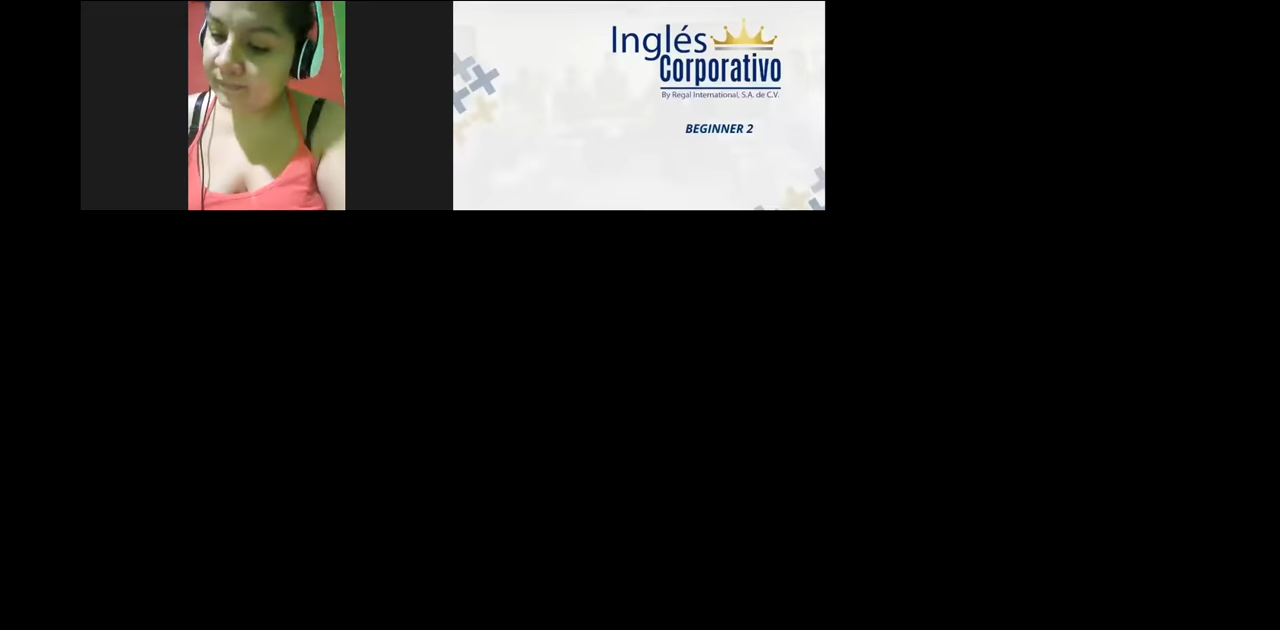 Inglés
Corporativo
By Regal International, S.A. de C.V.
BEGINNER 2